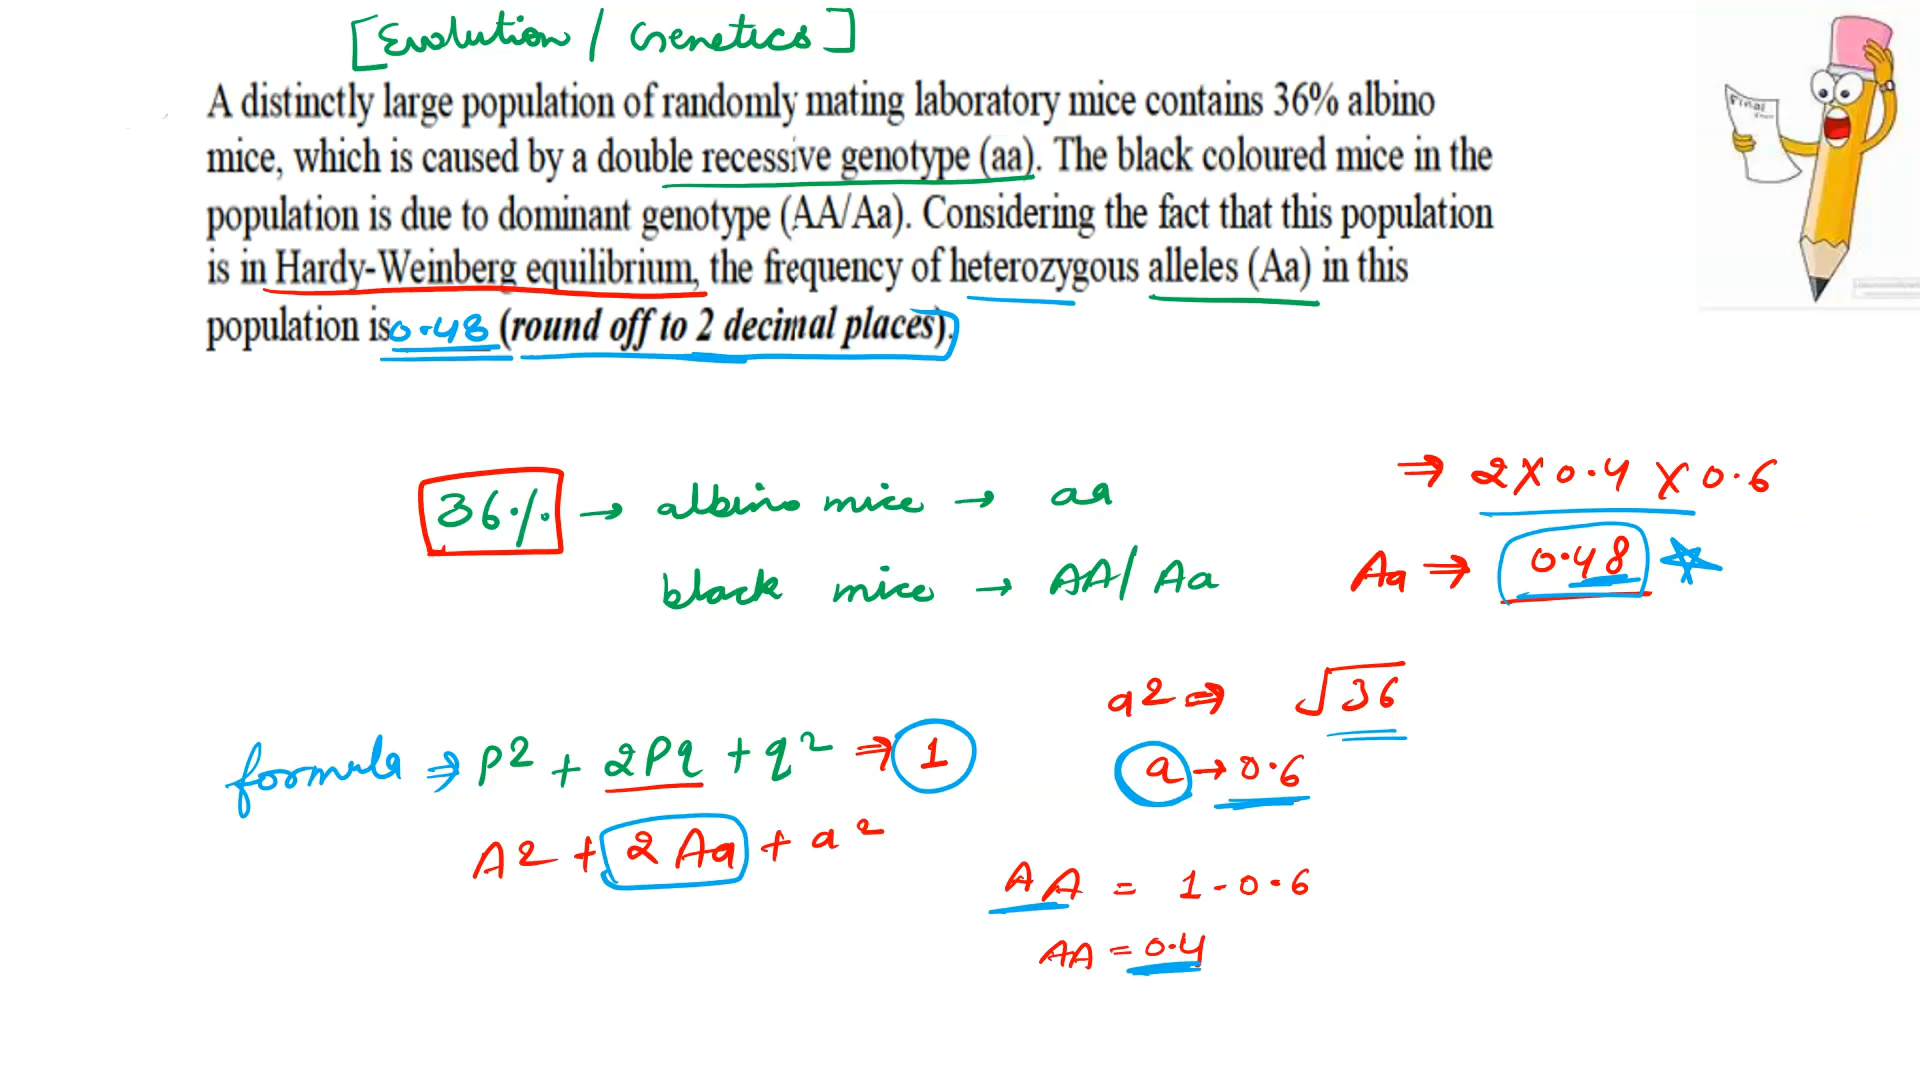 [Evolution / Genetics]
A distinctly large population of randomly mating laboratory mice contains 36% albino
mice, which is caused by a double recessive genotype (aa). The black coloured mice in the
population is due to dominant genotype (AA/Aa). Considering the fact that this population
is in Hardy-Weinberg equilibrium, the frequency of heterozygous alleles (Aa) in this
population is 0.48 (round off to 2 decimal places).
Final
36% → albino mice → aa
black mice → AA/ Aa
⇒ 2 X 0.4 X 0.6
Aa ⇒ 0.48
formula ⇒ p2 + 2Pq + q2 ⇒ 1
A2 + 2 Aa + a2
a2 ⇒ √36
a → 0.6
AA = 1 - 0.6
AA = 0.4